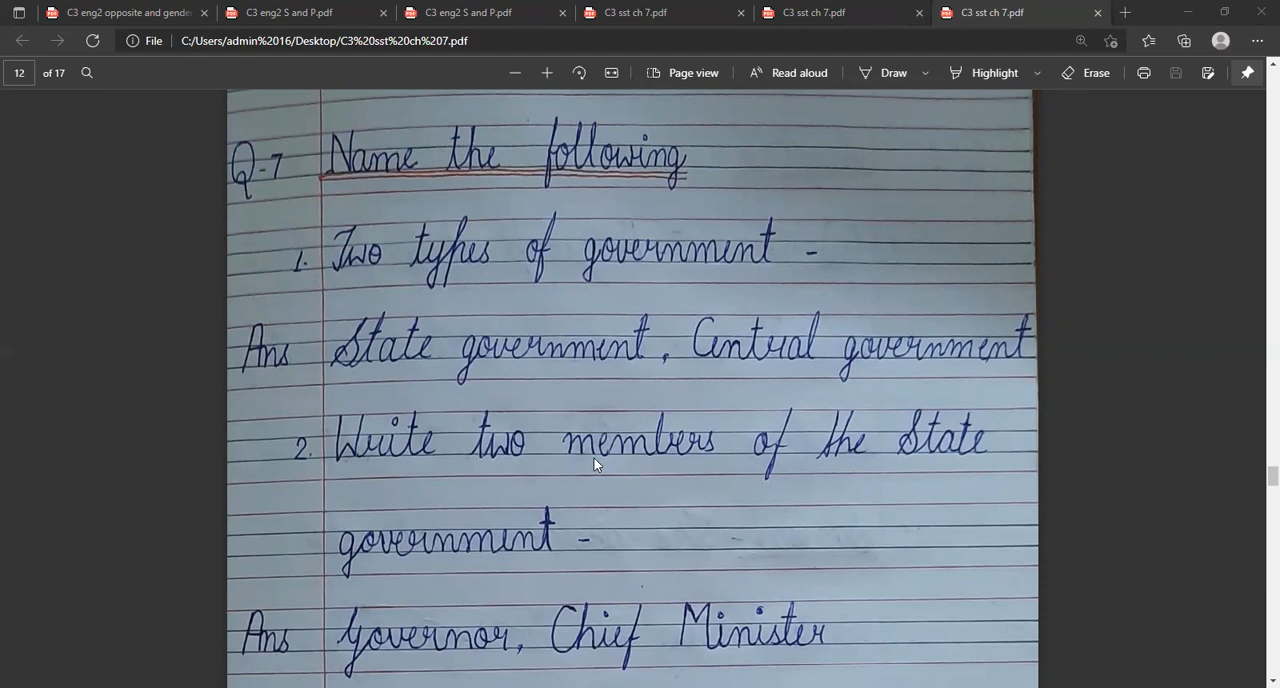 C3 eng2 opposite and gende
C3 eng2 S and P.pdf
C3 eng2 S and P.pdf
C3 sst ch 7.pdf
C3 sst ch 7.pdf
C3 sst ch 7.pdf
File C:/Users/admin%2016/Desktop/C3%20sst%20ch%207.pdf
12 of 17 Page view Read aloud Draw Highlight Erase
Q-7 Name the following
1. Two types of government -
Ans State government, Central government
2. Write two members of the State
government -
Ans Governor, Chief Minister